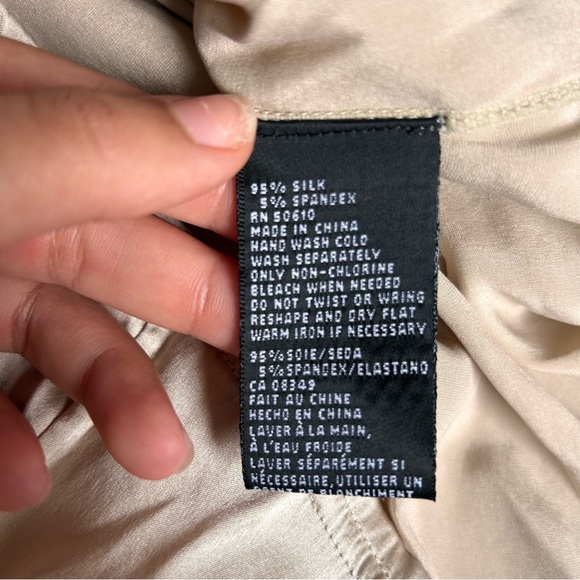 95% SILK
5% SPANDEX
RN 50610
MADE IN CHINA
HAND WASH COLD
WASH SEPARATELY
ONLY NON-CHLORINE
BLEACH WHEN NEEDED
DO NOT TWIST OR WRING
RESHAPE AND DRY FLAT
WARM IRON IF NECESSARY
95% SOIE/SEDA
5% SPANDEX/ELASTANO
CA 08349
FAIT AU CHINE
HECHO EN CHINA
LAVER À LA MAIN,
À L'EAU FROIDE
LAVER SÉPARÉMENT SI
NÉCESSAIRE, UTILISER UN
AGENT DE BLANCHIMENT